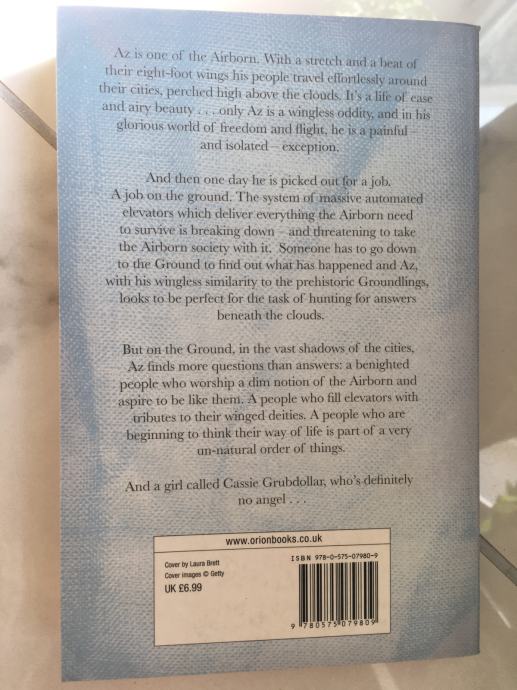 Az is one of the Airborn. With a stretch and a beat of
their eight-foot wings his people travel effortlessly around
their cities, perched high above the clouds. It's a life of ease
and airy beauty . . . only Az is a wingless oddity, and in his
glorious world of freedom and flight, he is a painful –
and isolated – exception.
And then one day he is picked out for a job.
A job on the ground. The system of massive automated
elevators which deliver everything the Airborn need
to survive is breaking down – and threatening to take
the Airborn society with it. Someone has to go down
to the Ground to find out what has happened and Az,
with his wingless similarity to the prehistoric Groundlings,
looks to be perfect for the task of hunting for answers
beneath the clouds.
But on the Ground, in the vast shadows of the cities,
Az finds more questions than answers: a benighted
people who worship a dim notion of the Airborn and
aspire to be like them. A people who fill elevators with
tributes to their winged deities. A people who are
beginning to think their way of life is part of a very
un-natural order of things.
And a girl called Cassie Grubdollar, who's definitely
no angel . . .
www.orionbooks.co.uk
Cover by Laura Brett
Cover images © Getty
UK £6.99
ISBN 978-0-575-07980-9
9 780575 079809